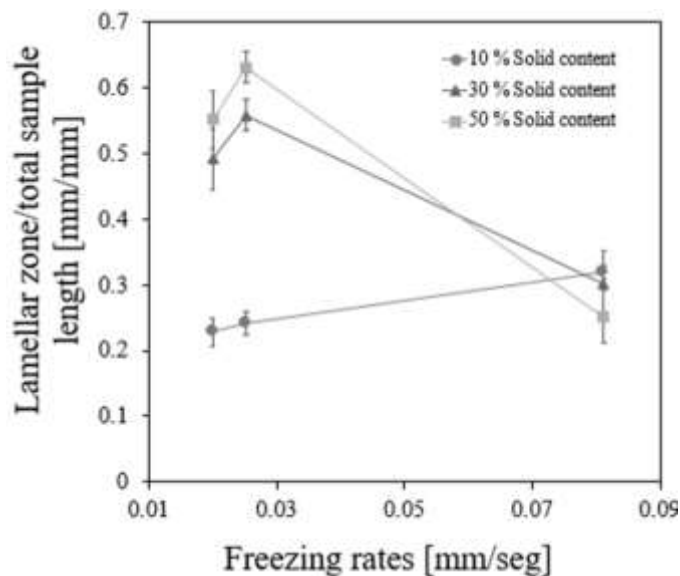 0.7
0.6
0.5
0.4
0.3
0.2
0.1
0
0.01
0.03
0.05
0.07
0.09
Lamellar zone/total sample
length [mm/mm]
Freezing rates [mm/seg]
10 % Solid content
30 % Solid content
50 % Solid content